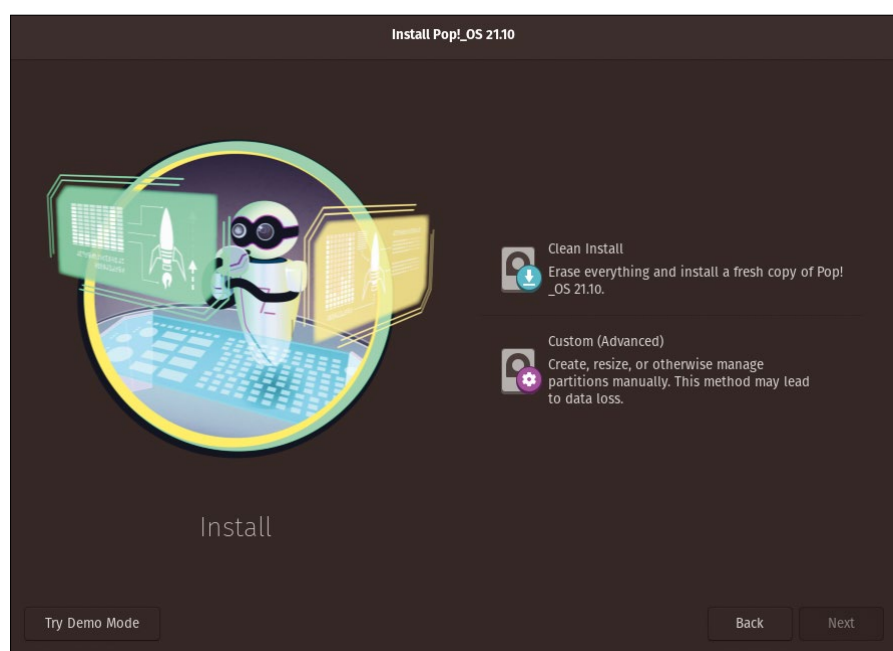 Install Pop!_OS 21.10
Clean Install
Erase everything and install a fresh copy of Pop!
_OS 21.10.
Custom (Advanced)
Create, resize, or otherwise manage
partitions manually. This method may lead
to data loss.
Install
Try Demo Mode
Back
Next